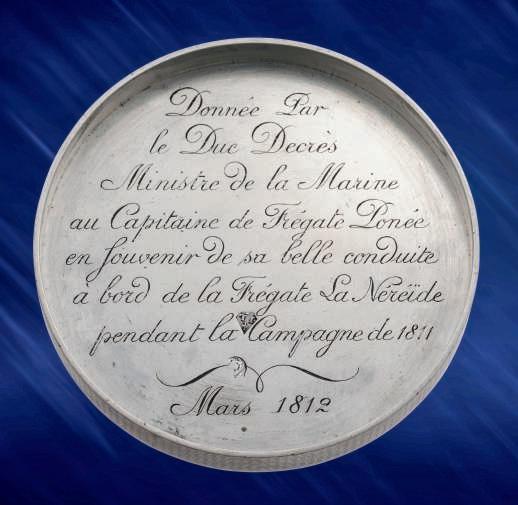 Donnée Par
le Duc Decrès
Ministre de la Marine
au Capitaine de Frégate Ponée
en souvenir de sa belle conduite
à bord de la Frégate La Néréïde
pendant la Campagne de 1811
Mars 1812